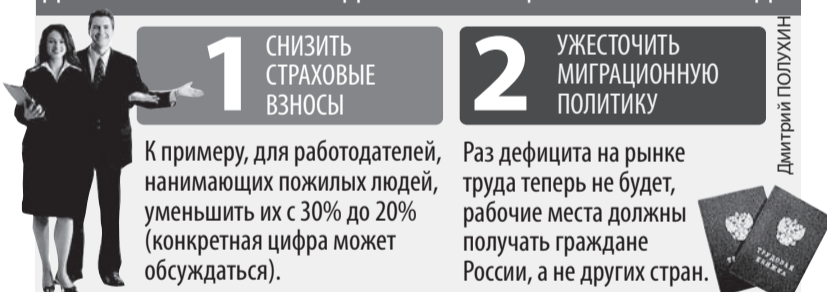 1
СНИЗИТЬ
СТРАХОВЫЕ
ВЗНОСЫ
К примеру, для работодателей,
нанимающих пожилых людей,
уменьшить их с 30% до 20%
(конкретная цифра может
обсуждаться).
2
УЖЕСТОЧИТЬ
МИГРАЦИОННУЮ
ПОЛИТИКУ
Раз дефицита на рынке
труда теперь не будет,
рабочие места должны
получать граждане
России, а не других стран.
Дмитрий ПОЛУХИН
ТРУДОВАЯ
КНИЖКА